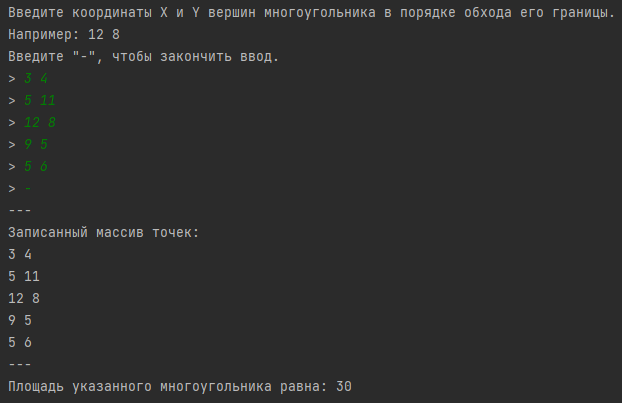 Введите координаты X и Y вершин многоугольника в порядке обхода его границы.
Например: 12 8
Введите "-", чтобы закончить ввод.
> 3 4
> 5 11
> 12 8
> 9 5
> 5 6
> -
---
Записанный массив точек:
3 4
5 11
12 8
9 5
5 6
---
Площадь указанного многоугольника равна: 30